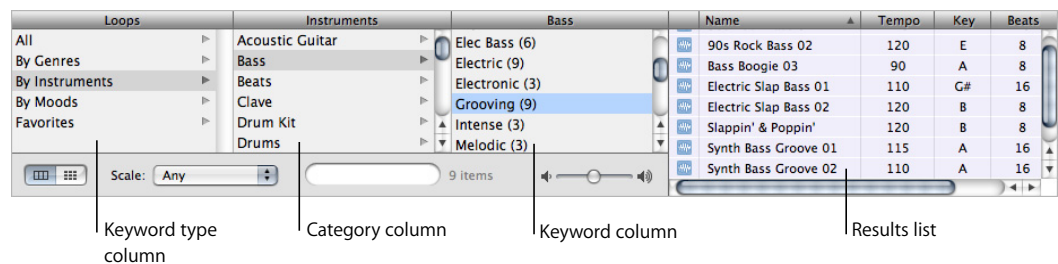 Loops Instruments Bass Name Tempo Key Beats
All Acoustic Guitar Elec Bass (6) 90s Rock Bass 02 120 E 8
By Genres Bass Electric (9) Bass Boogie 03 90 A 8
By Instruments Beats Electronic (3) Electric Slap Bass 01 110 G# 16
By Moods Clave Grooving (9) Electric Slap Bass 02 120 B 8
Favorites Drum Kit Intense (3) Slappin' & Poppin' 120 B 8
Drums Melodic (3) Synth Bass Groove 01 115 A 16
Scale: Any 9 items Synth Bass Groove 02 110 A 16
Keyword type Category column Keyword column Results list
column